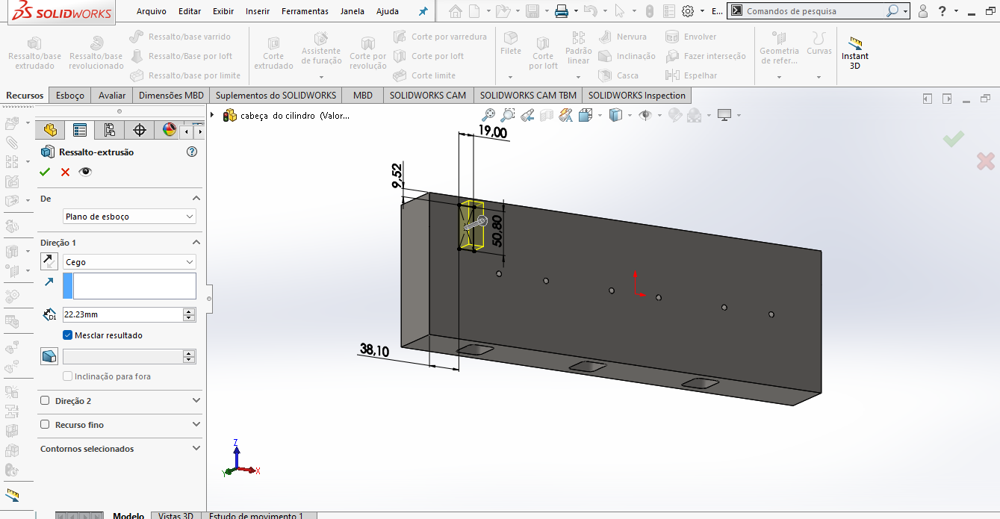 SOLIDWORKS
Arquivo Editar Exibir Inserir Ferramentas Janela Ajuda
E...
Comandos de pesquisa
?
Ressalto/base extrudado
Ressalto/base revolucionado
Ressalto/base varrido
Ressalto/Base por loft
Ressalto/base por limite
Corte extrudado
Assistente de furação
Corte por revolução
Corte por varredura
Corte por loft
Corte limite
Filete
Corte por loft
Padrão linear
Nervura
Inclinação
Casca
Envolver
Fazer interseção
Espelhar
Geometria de refer...
Curvas
Instant 3D
Recursos Esboço Avaliar Dimensões MBD Suplementos do SOLIDWORKS MBD SOLIDWORKS CAM SOLIDWORKS CAM TBM SOLIDWORKS Inspection
cabeça do cilindro (Valor...
Ressalto-extrusão
?
De
Plano de esboço
Direção 1
Cego
D1
22.23mm
Mesclar resultado
Inclinação para fora
Direção 2
Recurso fino
Contornos selecionados
19,00
9,52
50,80
38,10
Z
Y
X
Modelo Vistas 3D Estudo de movimento 1